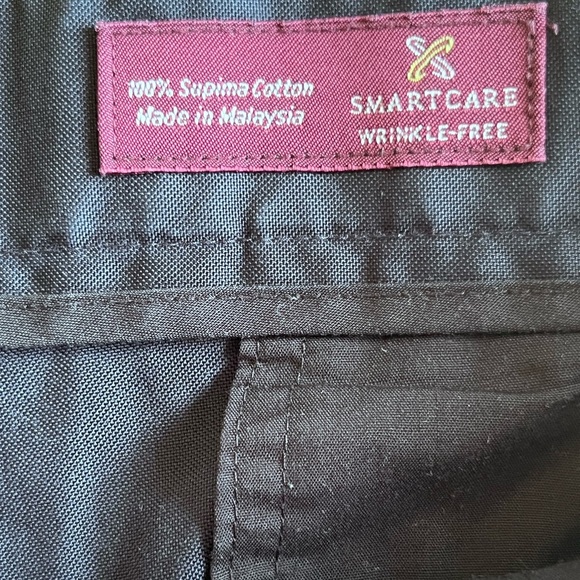 100% Supima Cotton
Made in Malaysia
SMARTCARE
WRINKLE-FREE